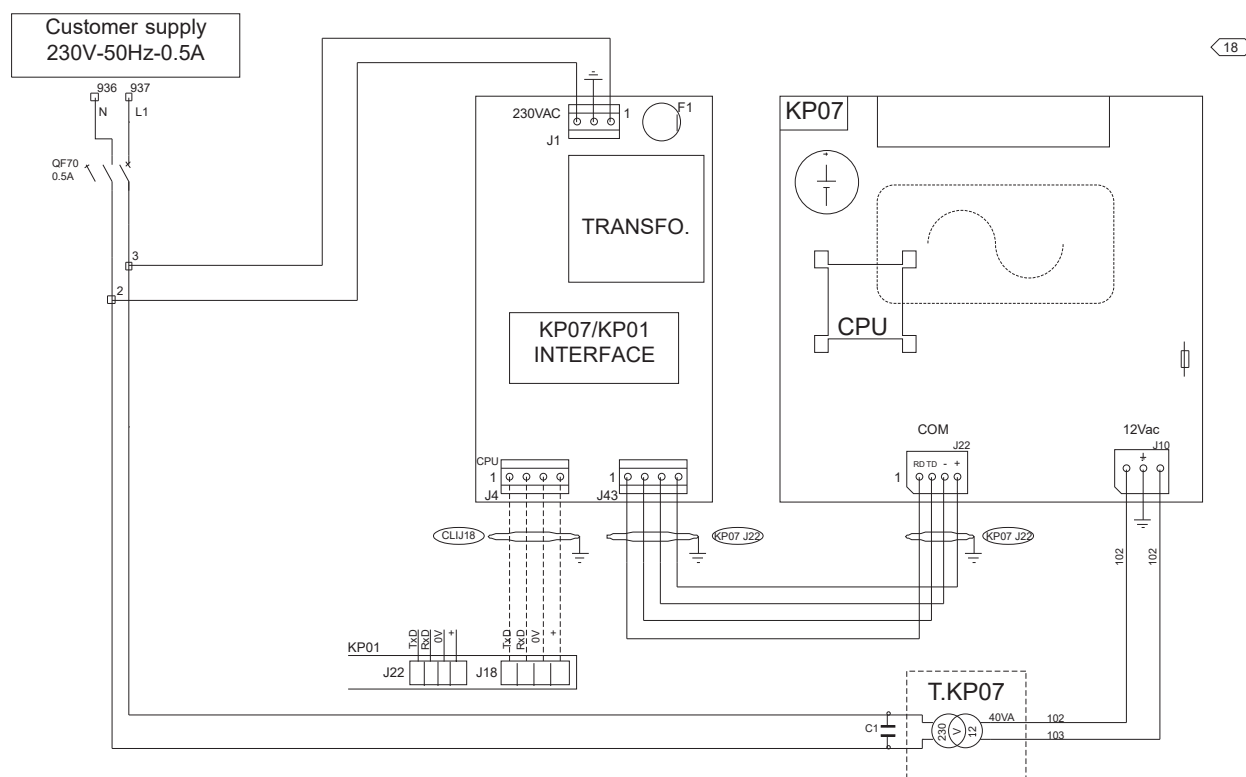 Customer supply
230V-50Hz-0.5A
18
936 937
N L1
QF70
0.5A
3
2
230VAC 1 F1
J1
TRANSFO.
KP07/KP01
INTERFACE
CPU
1 1
J4 J43
KP07
CPU
COM 12Vac
J22 J10
RD TD - +
1
CLIJ18 KP07 J22 KP07 J22
102 102
TxD RxD 0V + TxD RxD 0V +
KP01
J22 J18
T.KP07
40VA 102
C1 230 V 12
103